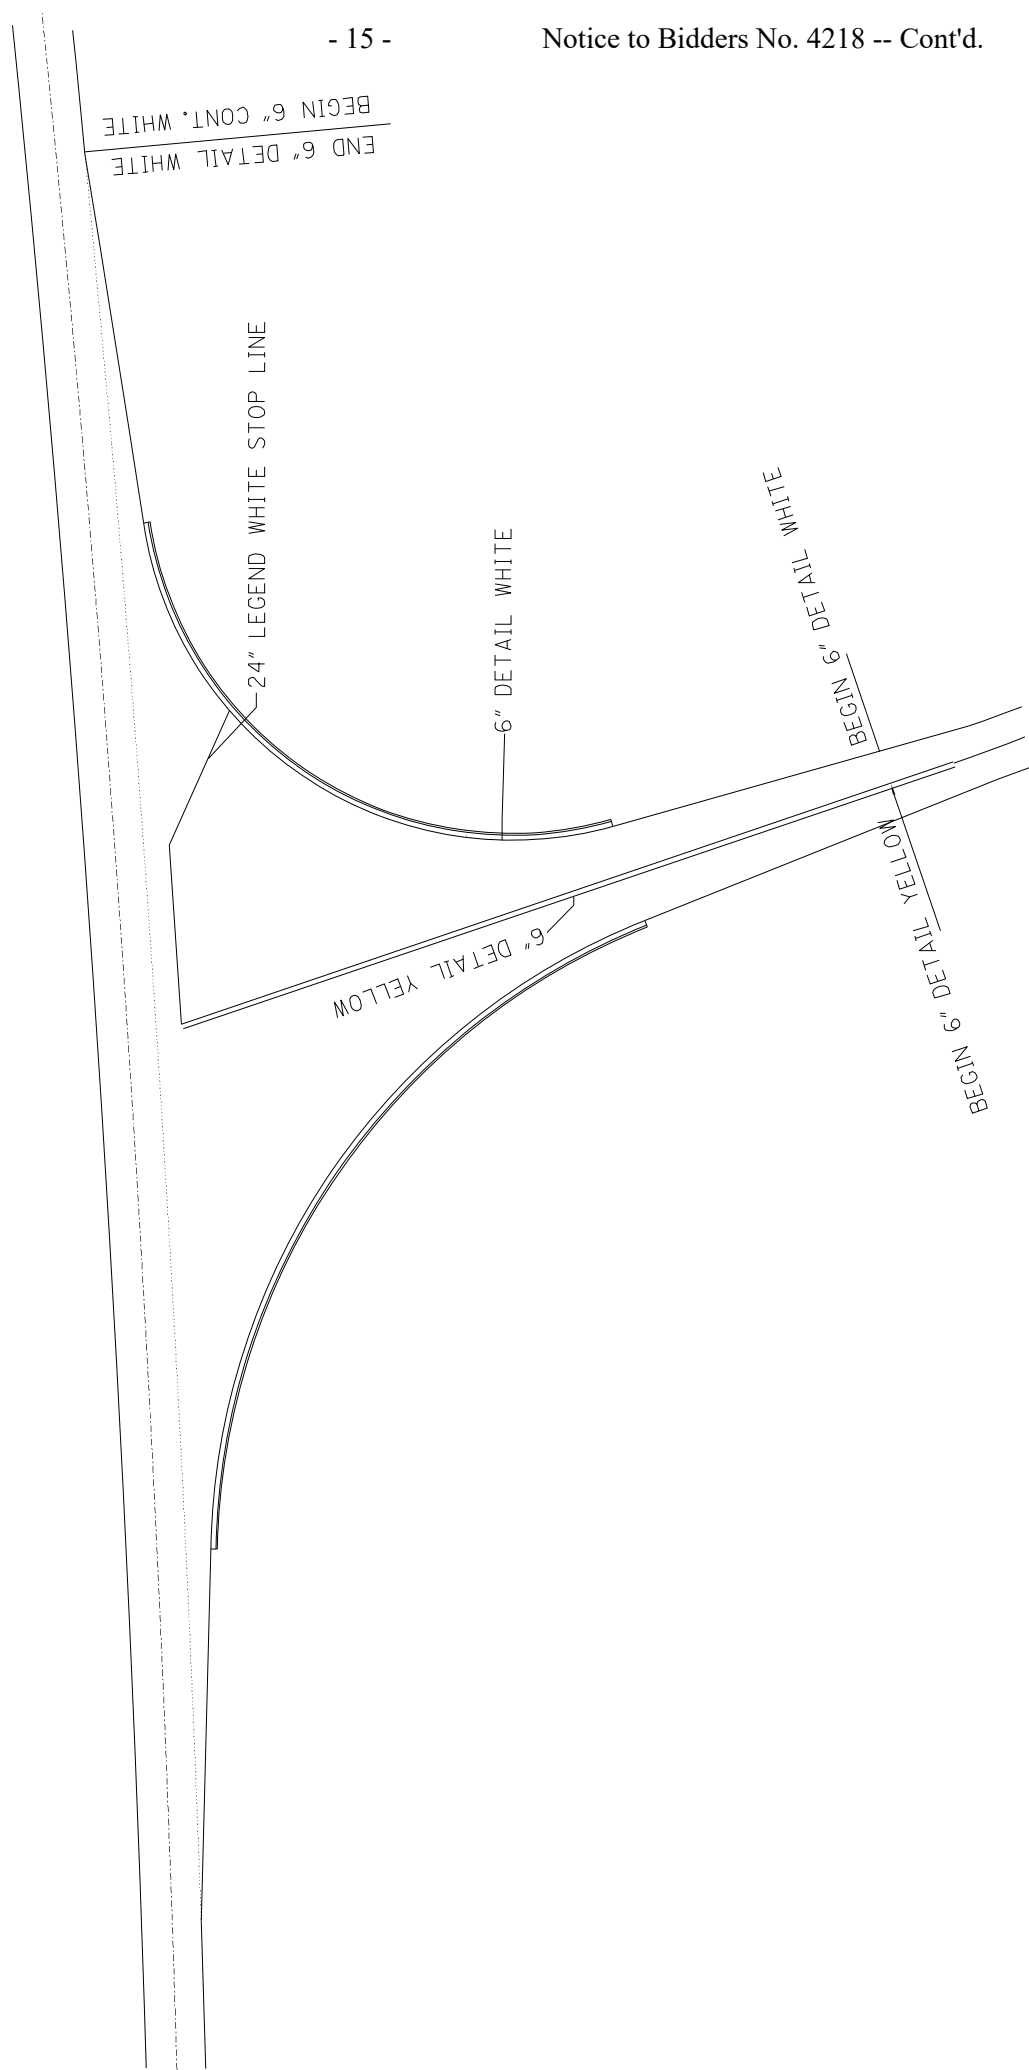 - 15 - Notice to Bidders No. 4218 -- Cont'd.
BEGIN 6" CONT. WHITE
END 6" DETAIL WHITE
24" LEGEND WHITE STOP LINE
6" DETAIL WHITE
BEGIN 6" DETAIL WHITE
6" DETAIL YELLOW
BEGIN 6" DETAIL YELLOW